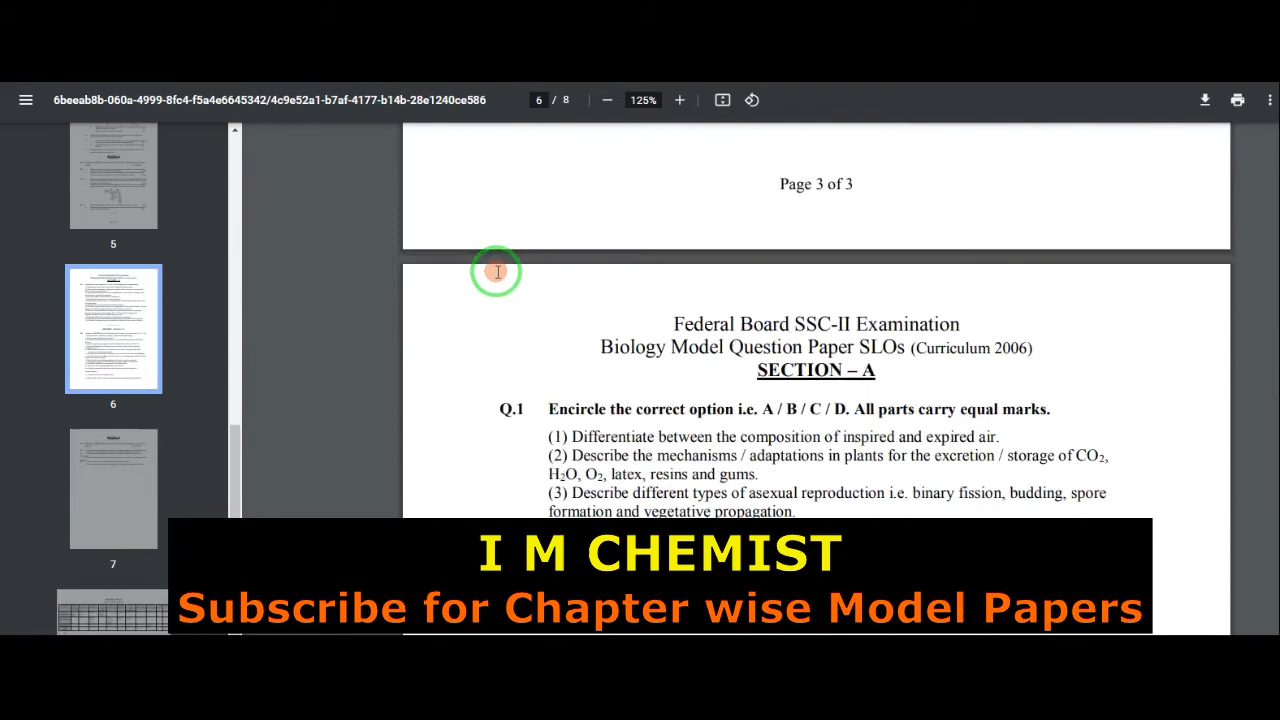 6beeab8b-060a-4999-8fc4-f5a4e6645342/4c9e52a1-b7af-4177-b14b-28e1240ce586
6 / 8
125%
5
6
7
Page 3 of 3
Federal Board SSC-II Examination
Biology Model Question Paper SLOs (Curriculum 2006)
SECTION – A
Q.1 Encircle the correct option i.e. A / B / C / D. All parts carry equal marks.
(1) Differentiate between the composition of inspired and expired air.
(2) Describe the mechanisms / adaptations in plants for the excretion / storage of CO₂,
H₂O, O₂, latex, resins and gums.
(3) Describe different types of asexual reproduction i.e. binary fission, budding, spore
formation and vegetative propagation.
I M CHEMIST
Subscribe for Chapter wise Model Papers